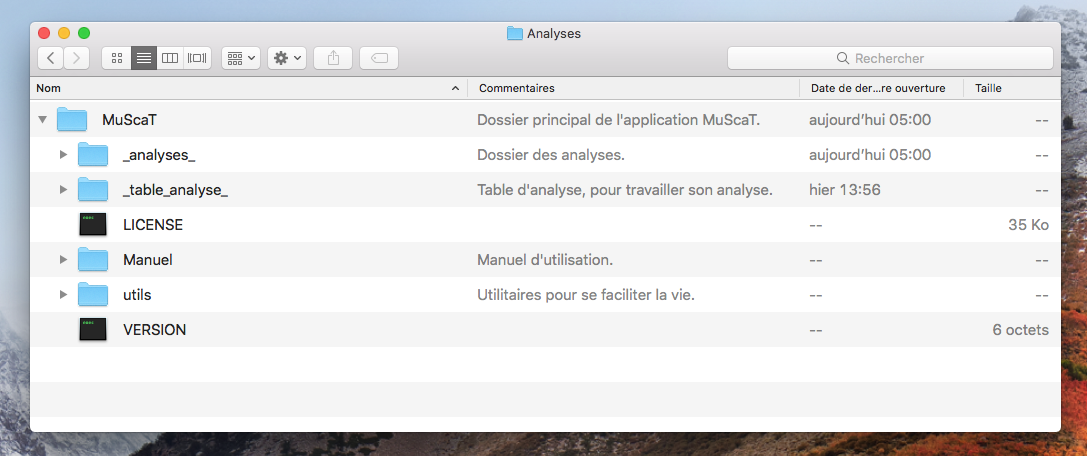 Analyses
Rechercher
Nom Commentaires Date de der...re ouverture Taille
MuScaT Dossier principal de l'application MuScaT. aujourd'hui 05:00 --
_analyses_ Dossier des analyses. aujourd'hui 05:00 --
_table_analyse_ Table d'analyse, pour travailler son analyse. hier 13:56 --
LICENSE -- 35 Ko
Manuel Manuel d'utilisation. -- --
utils Utilitaires pour se faciliter la vie. -- --
VERSION -- 6 octets